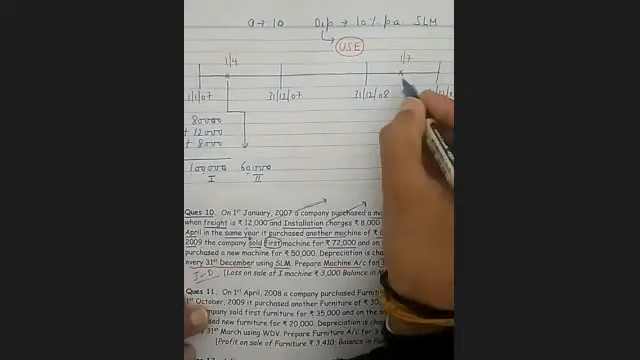 Q→10 Dep → 10% p.a SLM
USE
1/4 1/7
1/1/07 31/12/07 31/12/08
80000
+ 12000
+ 8000
100,000 60,000
I II
Ques 10. On 1st January, 2007 a company purchased a
when freight is ₹ 12,000 and Installation charges ₹ 8,000
April in the same year it purchased another machine of ₹
2009 the company sold first machine for ₹ 72,000 and on
purchased a new machine for ₹ 50,000. Depreciation is
every 31st December using SLM. Prepare Machine A/c for
[Loss on sale of I machine ₹ 3,000 Balance in
Ques 11. On 1st April, 2008 a company purchased
1st October, 2009 it purchased another Furniture of ₹
sold first furniture for ₹ 35,000 and on the
new furniture for ₹ 20,000. Depreciation is
31st March using WDV. Prepare Furniture A/c
[Profit on sale of Furniture ₹ 3,410; Balance in